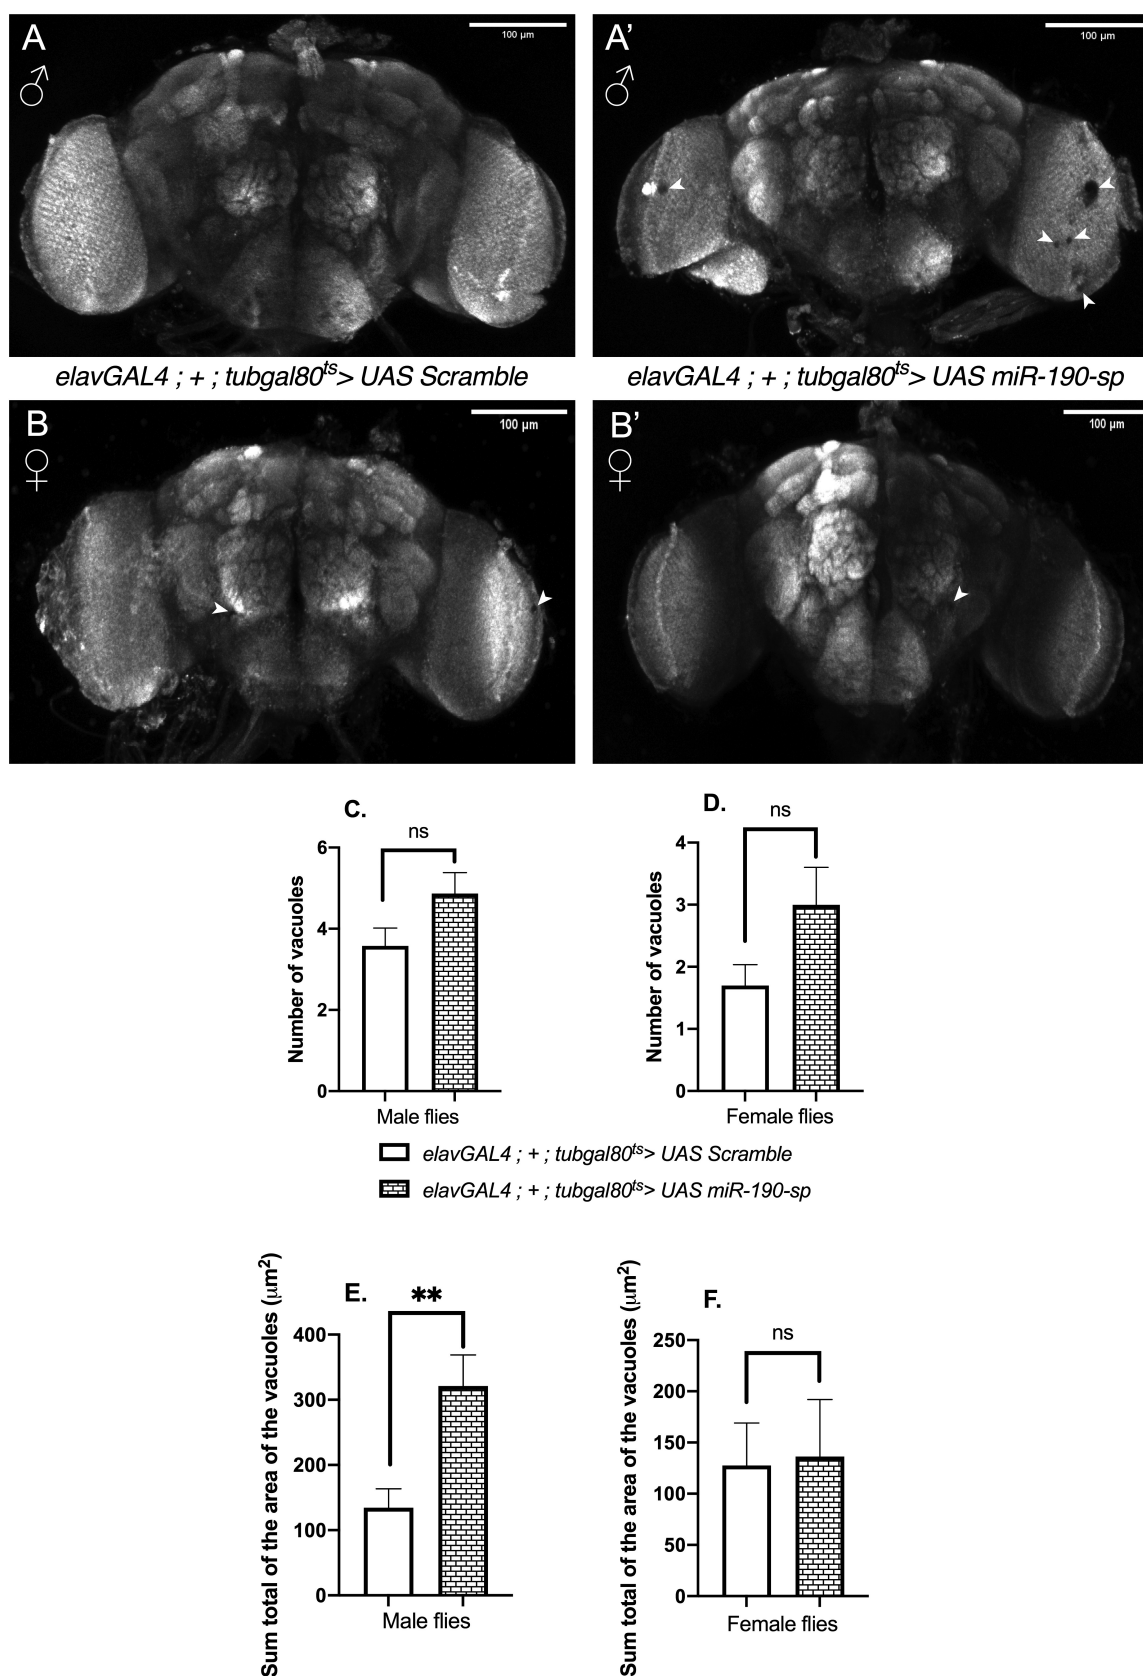 A
♂
100 µm
A'
♂
100 µm
elavGAL4 ; + ; tubgal80ts> UAS Scramble
elavGAL4 ; + ; tubgal80ts> UAS miR-190-sp
B
♀
100 µm
B'
♀
100 µm
C.
ns
6
4
2
0
Number of vacuoles
Male flies
D.
ns
4
3
2
1
0
Number of vacuoles
Female flies
elavGAL4 ; + ; tubgal80ts> UAS Scramble
elavGAL4 ; + ; tubgal80ts> UAS miR-190-sp
E.
**
400
300
200
100
0
Sum total of the area of the vacuoles (µm2)
Male flies
F.
ns
250
200
150
100
50
0
Sum total of the area of the vacuoles (µm2)
Female flies